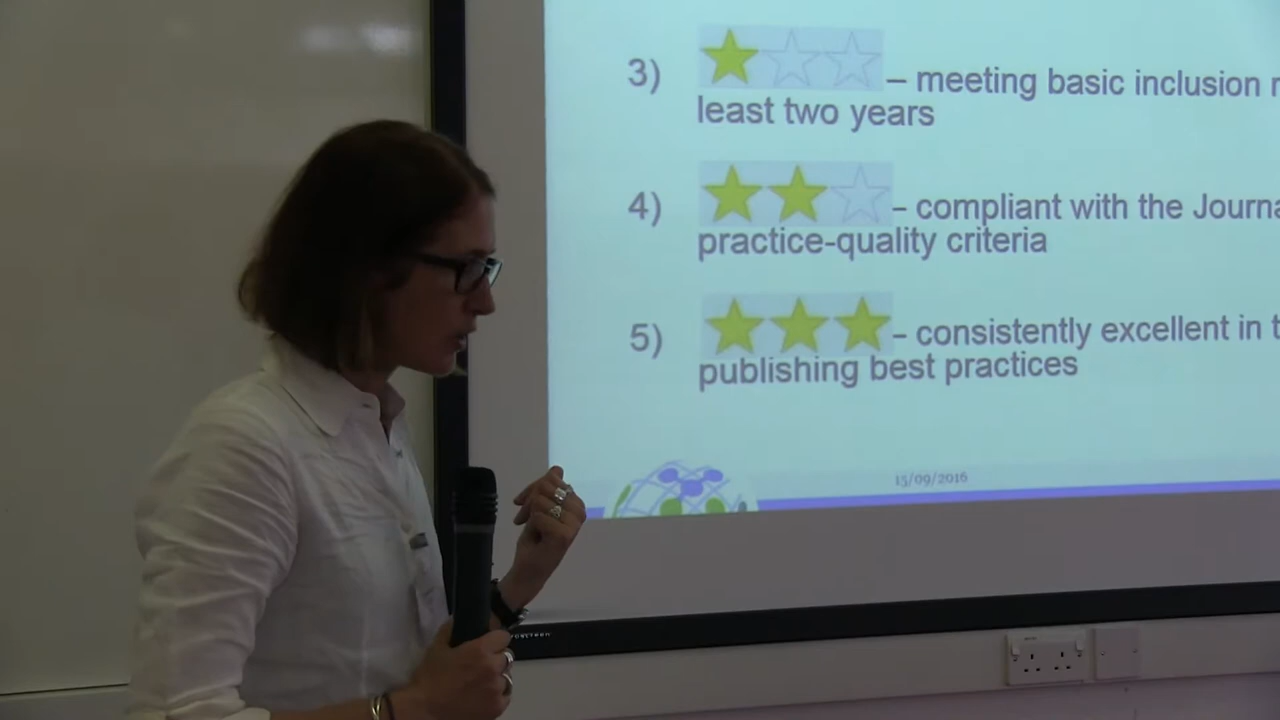 3) – meeting basic inclusion
least two years
4) – compliant with the
practice-quality criteria
5) – consistently excellent in
publishing best practices
15/09/2016